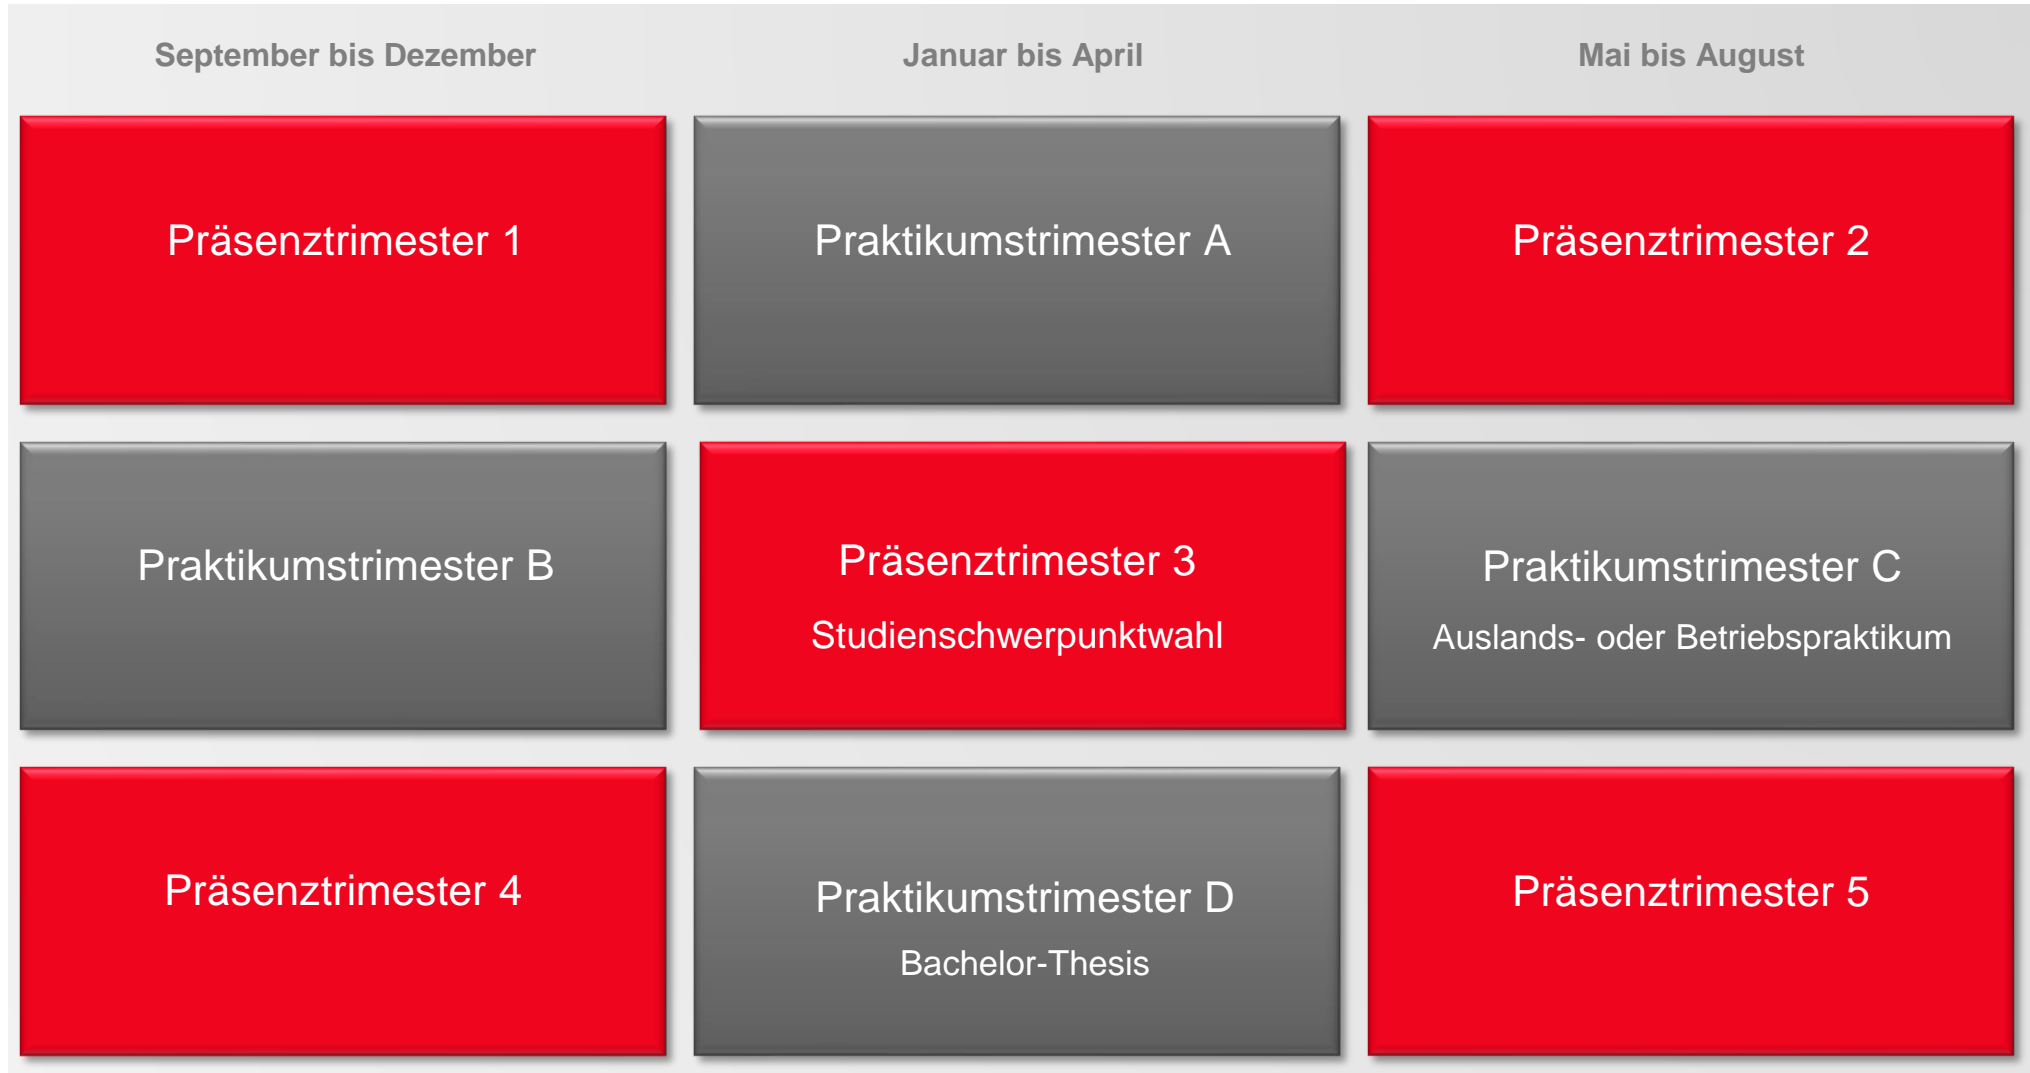 September bis Dezember
Januar bis April
Mai bis August
Präsenztrimester 1
Praktikumstrimester A
Präsenztrimester 2
Praktikumstrimester B
Präsenztrimester 3
Studienschwerpunktwahl
Praktikumstrimester C
Auslands- oder Betriebspraktikum
Präsenztrimester 4
Praktikumstrimester D
Bachelor-Thesis
Präsenztrimester 5